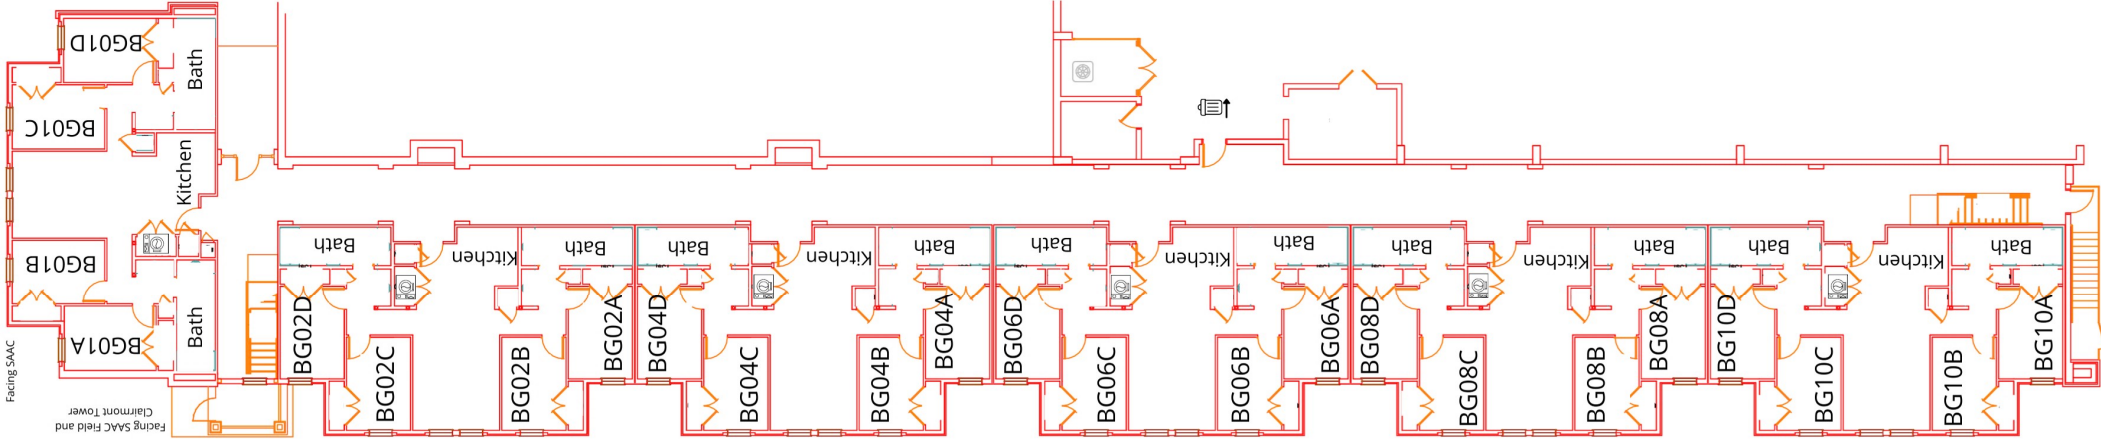 BG01D
Bath
BG01C
Kitchen
BG01B
Bath
BG01A
Facing SAAC
Facing SAAC Field and
Clairmont Tower
Bath
Kitchen
Bath
BG02D
BG02C
BG02B
BG02A
Bath
Kitchen
Bath
BG04D
BG04C
BG04B
BG04A
Bath
Kitchen
Bath
BG06D
BG06C
BG06B
BG06A
Bath
Kitchen
Bath
BG08D
BG08C
BG08B
BG08A
Bath
Kitchen
Bath
BG10D
BG10C
BG10B
BG10A